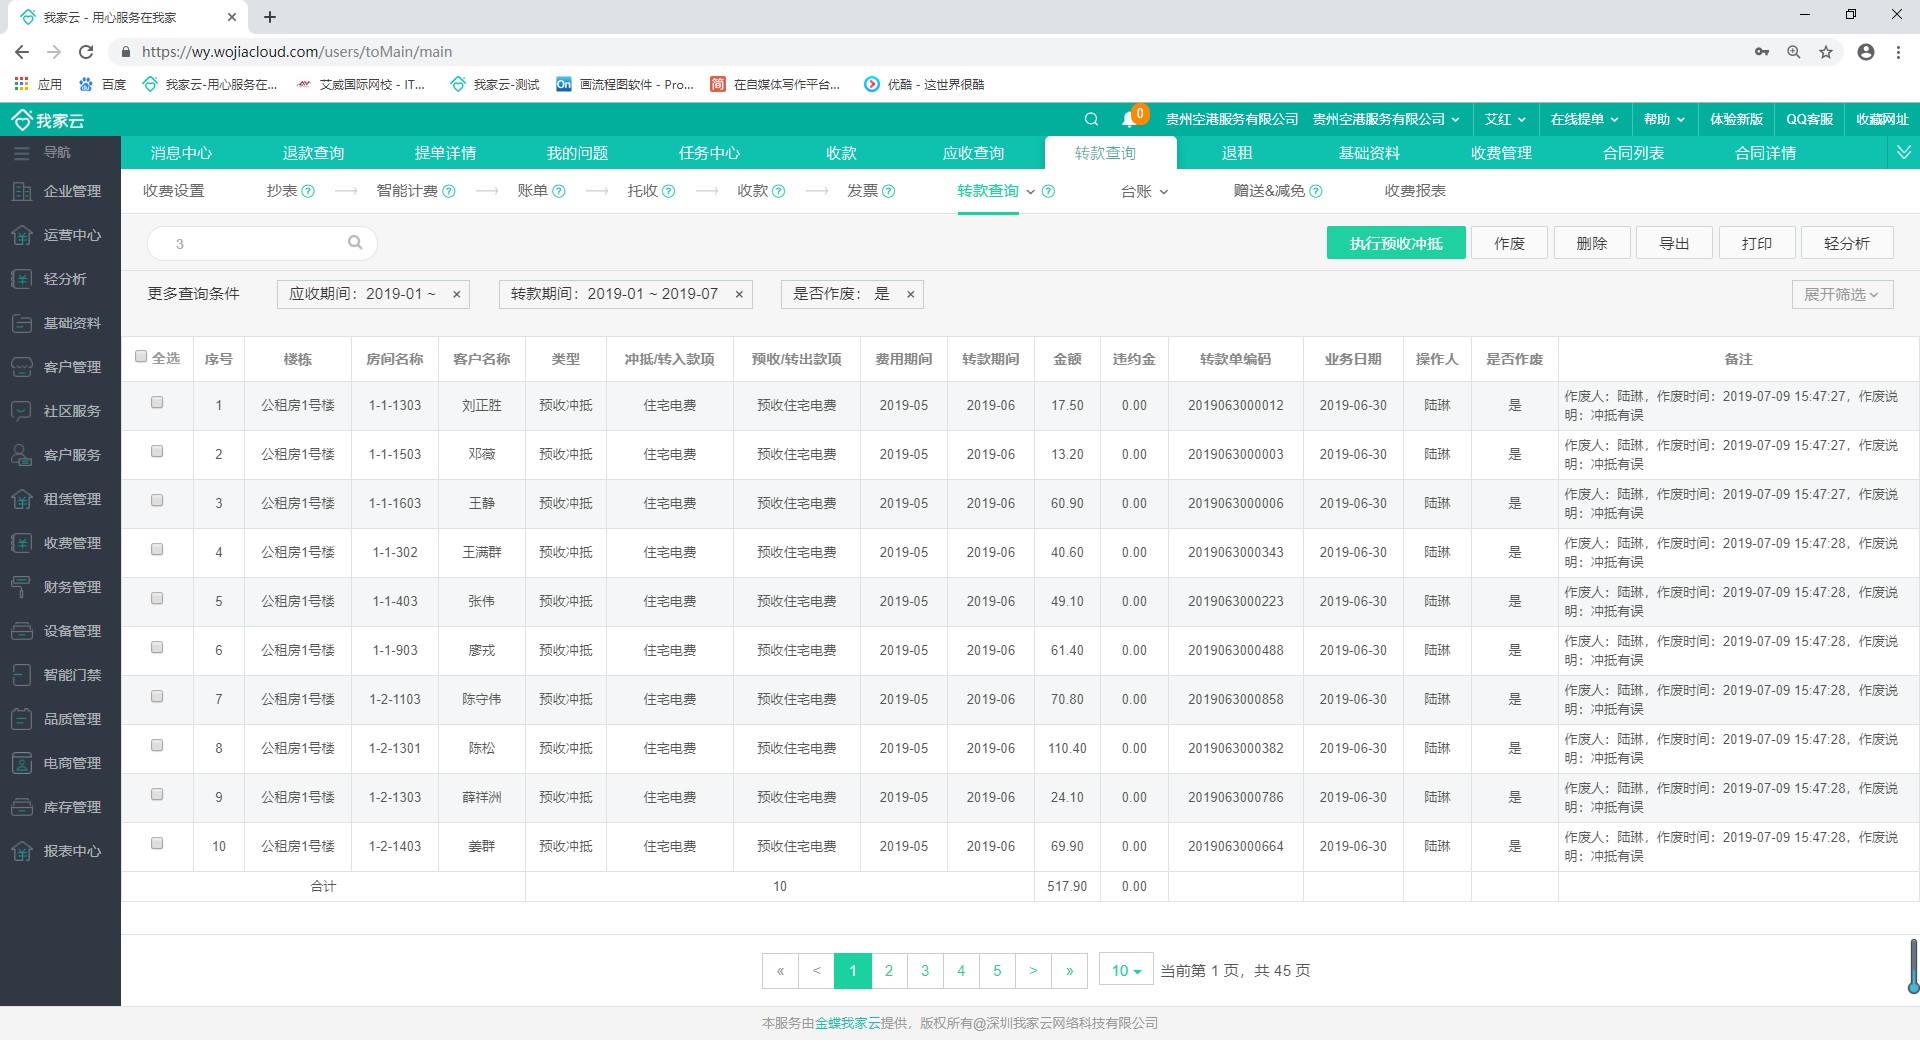 我家云 - 用心服务在我家
https://wy.wojiacloud.com/users/toMain/main
应用 百度 我家云-用心服务在... 艾威国际网校 - IT... 我家云-测试 On 画流程图软件 - Pro... 简 在自媒体写作平台... 优酷 - 这世界很酷
我家云 0 贵州空港服务有限公司 贵州空港服务有限公司 艾红 在线提单 帮助 体验新版 QQ客服 收藏网址
导航 消息中心 退款查询 提单详情 我的问题 任务中心 收款 应收查询 转款查询 退租 基础资料 收费管理 合同列表 合同详情
收费设置 抄表 智能计费 账单 托收 收款 发票 转款查询 台账 赠送&减免 收费报表
企业管理
运营中心
轻分析
基础资料
客户管理
社区服务
客户服务
租赁管理
收费管理
财务管理
设备管理
智能门禁
品质管理
电商管理
库存管理
报表中心
3 执行预收冲抵 作废 删除 导出 打印 轻分析
更多查询条件 应收期间：2019-01 ~ × 转款期间：2019-01 ~ 2019-07 × 是否作废： 是 × 展开筛选
全选 序号 楼栋 房间名称 客户名称 类型 冲抵/转入款项 预收/转出款项 费用期间 转款期间 金额 违约金 转款单编码 业务日期 操作人 是否作废 备注
1 公租房1号楼 1-1-1303 刘正胜 预收冲抵 住宅电费 预收住宅电费 2019-05 2019-06 17.50 0.00 2019063000012 2019-06-30 陆琳 是 作废人：陆琳，作废时间：2019-07-09 15:47:27，作废说
明：冲抵有误
2 公租房1号楼 1-1-1503 邓薇 预收冲抵 住宅电费 预收住宅电费 2019-05 2019-06 13.20 0.00 2019063000003 2019-06-30 陆琳 是 作废人：陆琳，作废时间：2019-07-09 15:47:27，作废说
明：冲抵有误
3 公租房1号楼 1-1-1603 王静 预收冲抵 住宅电费 预收住宅电费 2019-05 2019-06 60.90 0.00 2019063000006 2019-06-30 陆琳 是 作废人：陆琳，作废时间：2019-07-09 15:47:27，作废说
明：冲抵有误
4 公租房1号楼 1-1-302 王满群 预收冲抵 住宅电费 预收住宅电费 2019-05 2019-06 40.60 0.00 2019063000343 2019-06-30 陆琳 是 作废人：陆琳，作废时间：2019-07-09 15:47:28，作废说
明：冲抵有误
5 公租房1号楼 1-1-403 张伟 预收冲抵 住宅电费 预收住宅电费 2019-05 2019-06 49.10 0.00 2019063000223 2019-06-30 陆琳 是 作废人：陆琳，作废时间：2019-07-09 15:47:28，作废说
明：冲抵有误
6 公租房1号楼 1-1-903 廖戎 预收冲抵 住宅电费 预收住宅电费 2019-05 2019-06 61.40 0.00 2019063000488 2019-06-30 陆琳 是 作废人：陆琳，作废时间：2019-07-09 15:47:28，作废说
明：冲抵有误
7 公租房1号楼 1-2-1103 陈守伟 预收冲抵 住宅电费 预收住宅电费 2019-05 2019-06 70.80 0.00 2019063000858 2019-06-30 陆琳 是 作废人：陆琳，作废时间：2019-07-09 15:47:28，作废说
明：冲抵有误
8 公租房1号楼 1-2-1301 陈松 预收冲抵 住宅电费 预收住宅电费 2019-05 2019-06 110.40 0.00 2019063000382 2019-06-30 陆琳 是 作废人：陆琳，作废时间：2019-07-09 15:47:28，作废说
明：冲抵有误
9 公租房1号楼 1-2-1303 薛祥洲 预收冲抵 住宅电费 预收住宅电费 2019-05 2019-06 24.10 0.00 2019063000786 2019-06-30 陆琳 是 作废人：陆琳，作废时间：2019-07-09 15:47:28，作废说
明：冲抵有误
10 公租房1号楼 1-2-1403 姜群 预收冲抵 住宅电费 预收住宅电费 2019-05 2019-06 69.90 0.00 2019063000664 2019-06-30 陆琳 是 作废人：陆琳，作废时间：2019-07-09 15:47:28，作废说
明：冲抵有误
合计 10 517.90 0.00
« < 1 2 3 4 5 > » 10 当前第 1 页，共 45 页
本服务由金蝶我家云提供，版权所有@深圳我家云网络科技有限公司